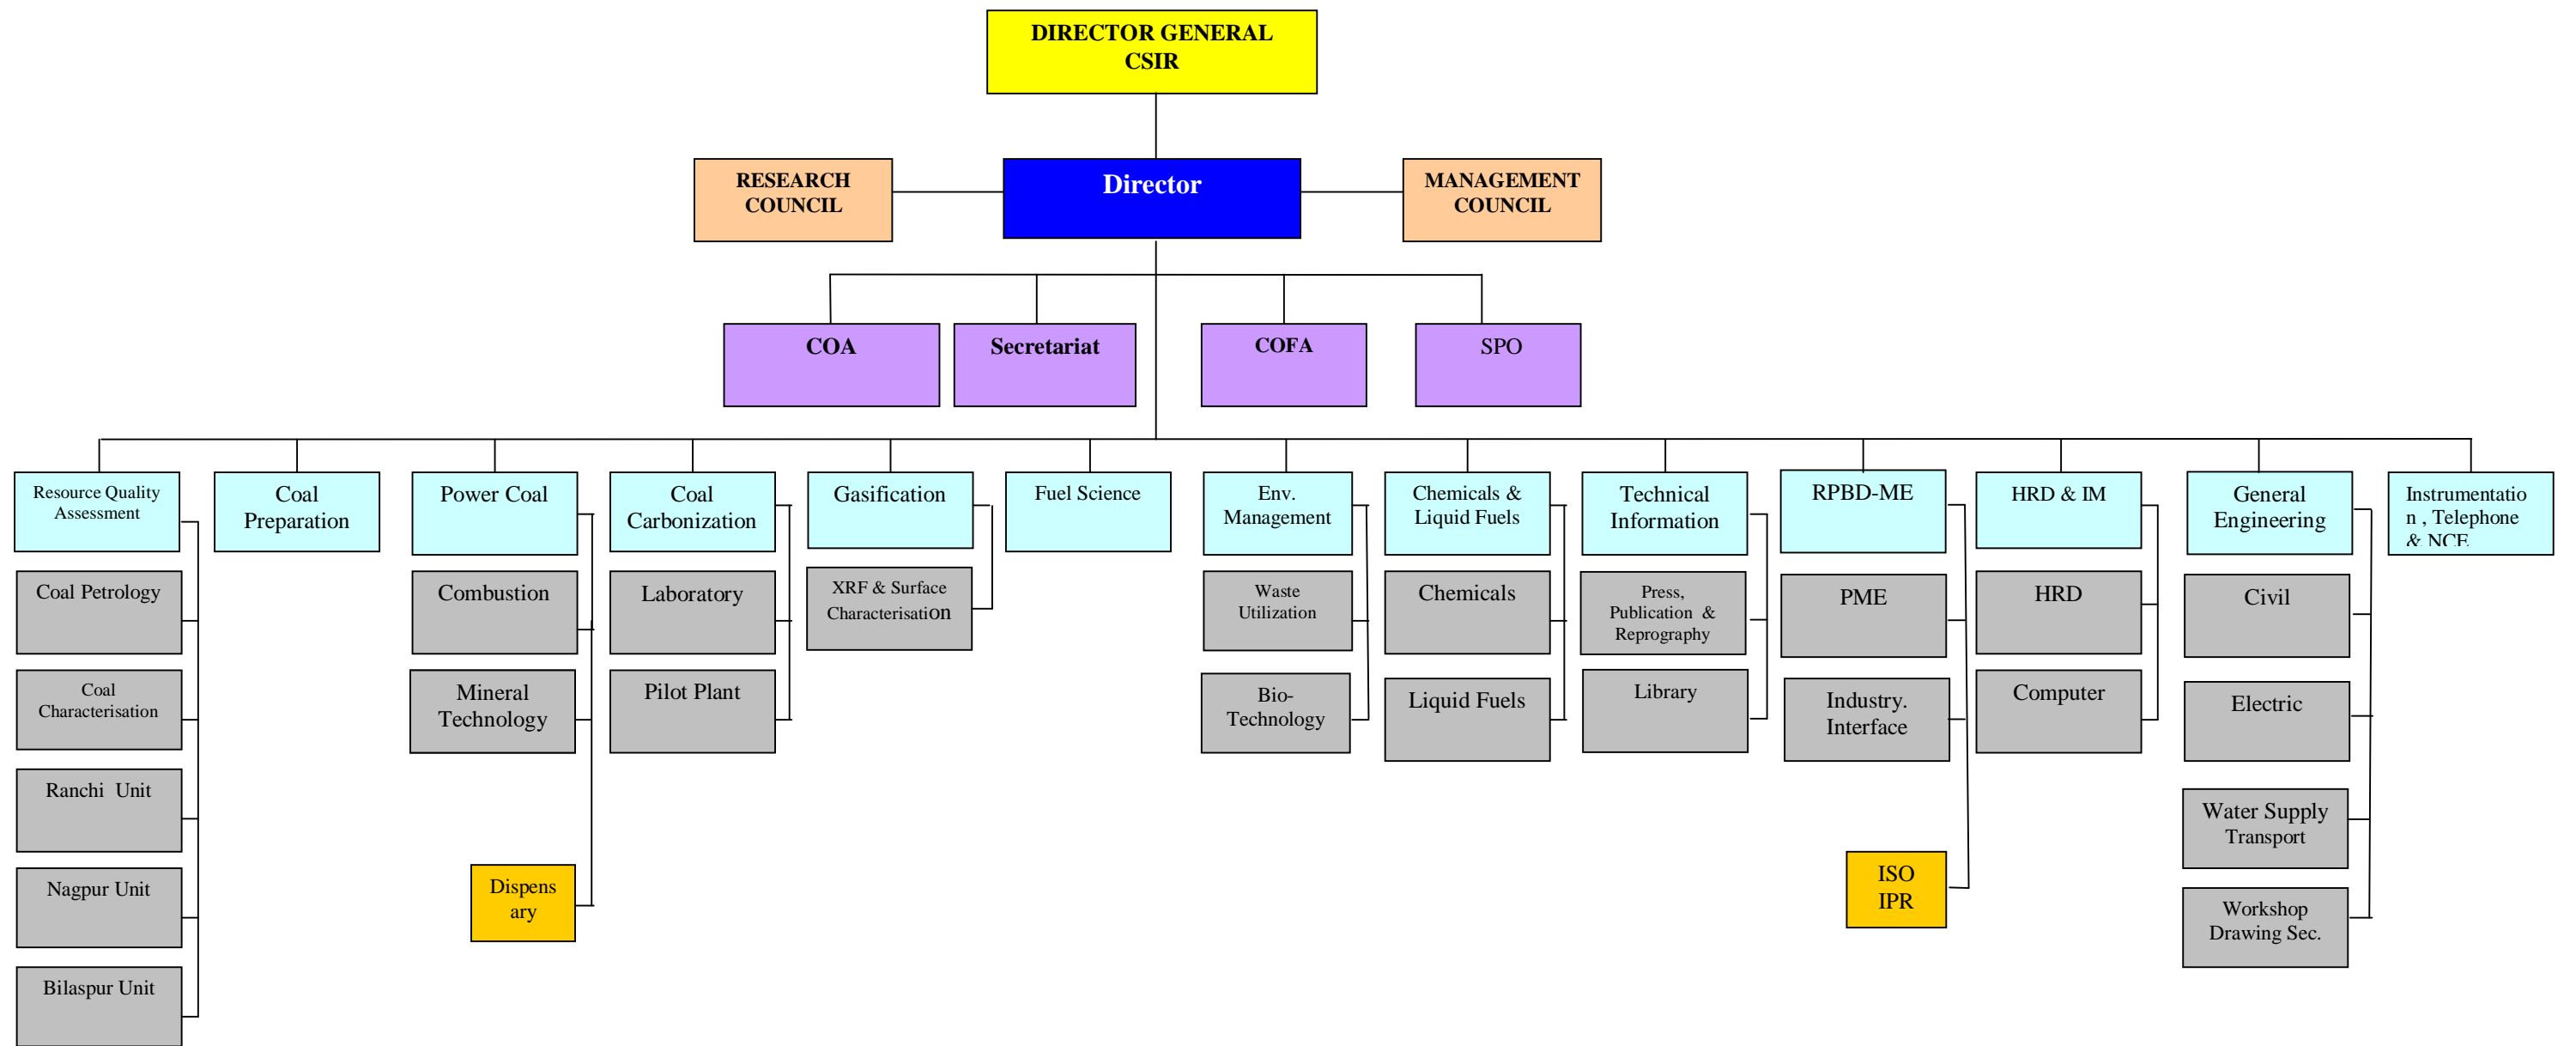 DIRECTOR GENERAL
CSIR
RESEARCH
COUNCIL
Director
MANAGEMENT
COUNCIL
COA
Secretariat
COFA
SPO
Resource Quality
Assessment
Coal
Preparation
Power Coal
Coal
Carbonization
Gasification
Fuel Science
Env.
Management
Chemicals &
Liquid Fuels
Technical
Information
RPBD-ME
HRD & IM
General
Engineering
Instrumentatio
n , Telephone
&
Coal Petrology
Combustion
Laboratory
XRF & Surface
Characterisation
Waste
Utilization
Chemicals
Press,
Publication &
Reprography
PME
HRD
Civil
Coal
Characterisation
Mineral
Technology
Pilot Plant
Bio-
Technology
Liquid Fuels
Library
Industry.
Interface
Computer
Electric
Ranchi Unit
Water Supply
Transport
Nagpur Unit
Dispens
ary
ISO
IPR
Workshop
Drawing Sec.
Bilaspur Unit